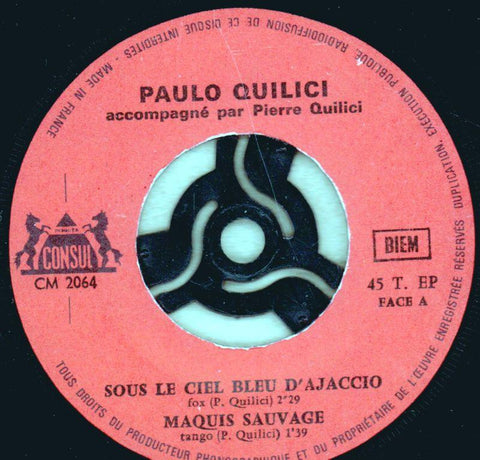 PAULO QUILICI
accompagné par Pierre Quilici
CONSUL
CM 2064
BIEM
45 T. EP
FACE A
SOUS LE CIEL BLEU D'AJACCIO
fox (P. Quilici) 2'29
MAQUIS SAUVAGE
tango (P. Quilici) 1'39
TOUS DROITS DU PRODUCTEUR PHONOGRAPHIQUE ET DU PROPRIÉTAIRE DE L'ŒUVRE ENREGISTRÉE RÉSERVÉS DUPLICATION, EXÉCUTION PUBLIQUE, RADIODIFFUSION DE CE DISQUE INTERDITES - MADE IN FRANCE